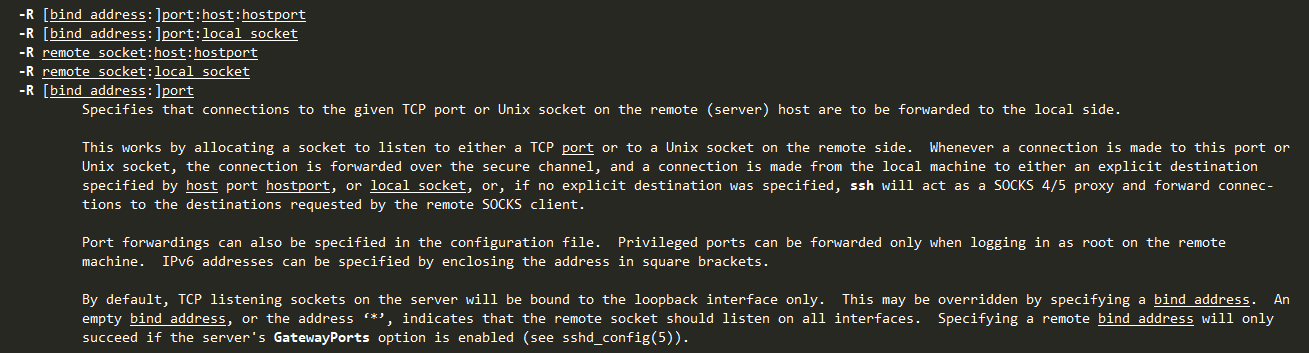 -R [bind_address:]port:host:hostport
-R [bind_address:]port:local_socket
-R remote_socket:host:hostport
-R remote_socket:local_socket
-R [bind_address:]port
Specifies that connections to the given TCP port or Unix socket on the remote (server) host are to be forwarded to the local side.
This works by allocating a socket to listen to either a TCP port or to a Unix socket on the remote side.  Whenever a connection is made to this port or
Unix socket, the connection is forwarded over the secure channel, and a connection is made from the local machine to either an explicit destination
specified by host port hostport, or local_socket, or, if no explicit destination was specified, ssh will act as a SOCKS 4/5 proxy and forward connec-
tions to the destinations requested by the remote SOCKS client.
Port forwardings can also be specified in the configuration file.  Privileged ports can be forwarded only when logging in as root on the remote
machine.  IPv6 addresses can be specified by enclosing the address in square brackets.
By default, TCP listening sockets on the server will be bound to the loopback interface only.  This may be overridden by specifying a bind_address.  An
empty bind_address, or the address ‘*’, indicates that the remote socket should listen on all interfaces.  Specifying a remote bind_address will only
succeed if the server's GatewayPorts option is enabled (see sshd_config(5)).